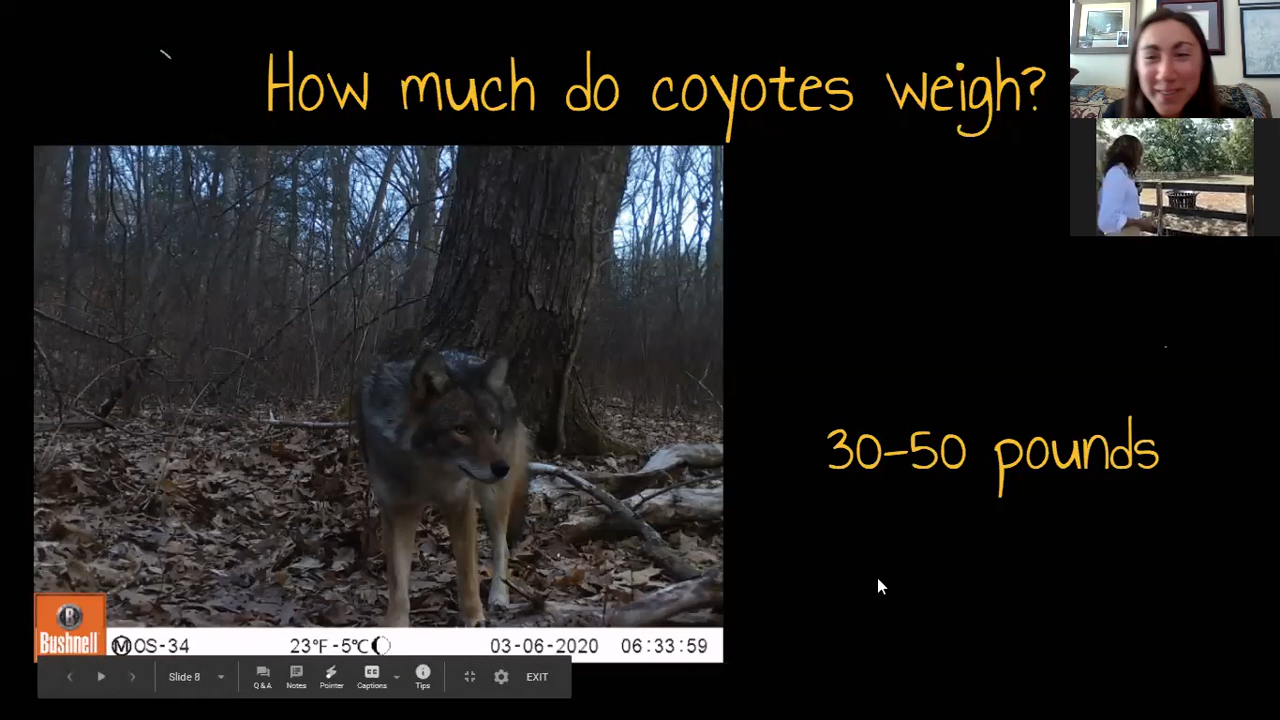 How much do coyotes weigh?
30-50 pounds
B
Bushnell
M OS-34 23°F -5℃ 03-06-2020 06:33:59
Slide 8 Q&A Notes Pointer CC Captions Tips EXIT